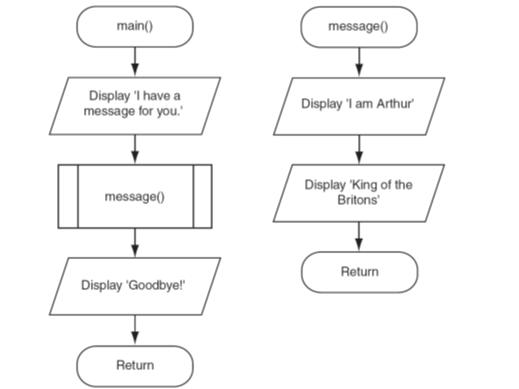 main()
Display 'I have a
message for you.'
message()
Display 'Goodbye!'
Return
message()
Display 'I am Arthur'
Display 'King of the
Britons'
Return